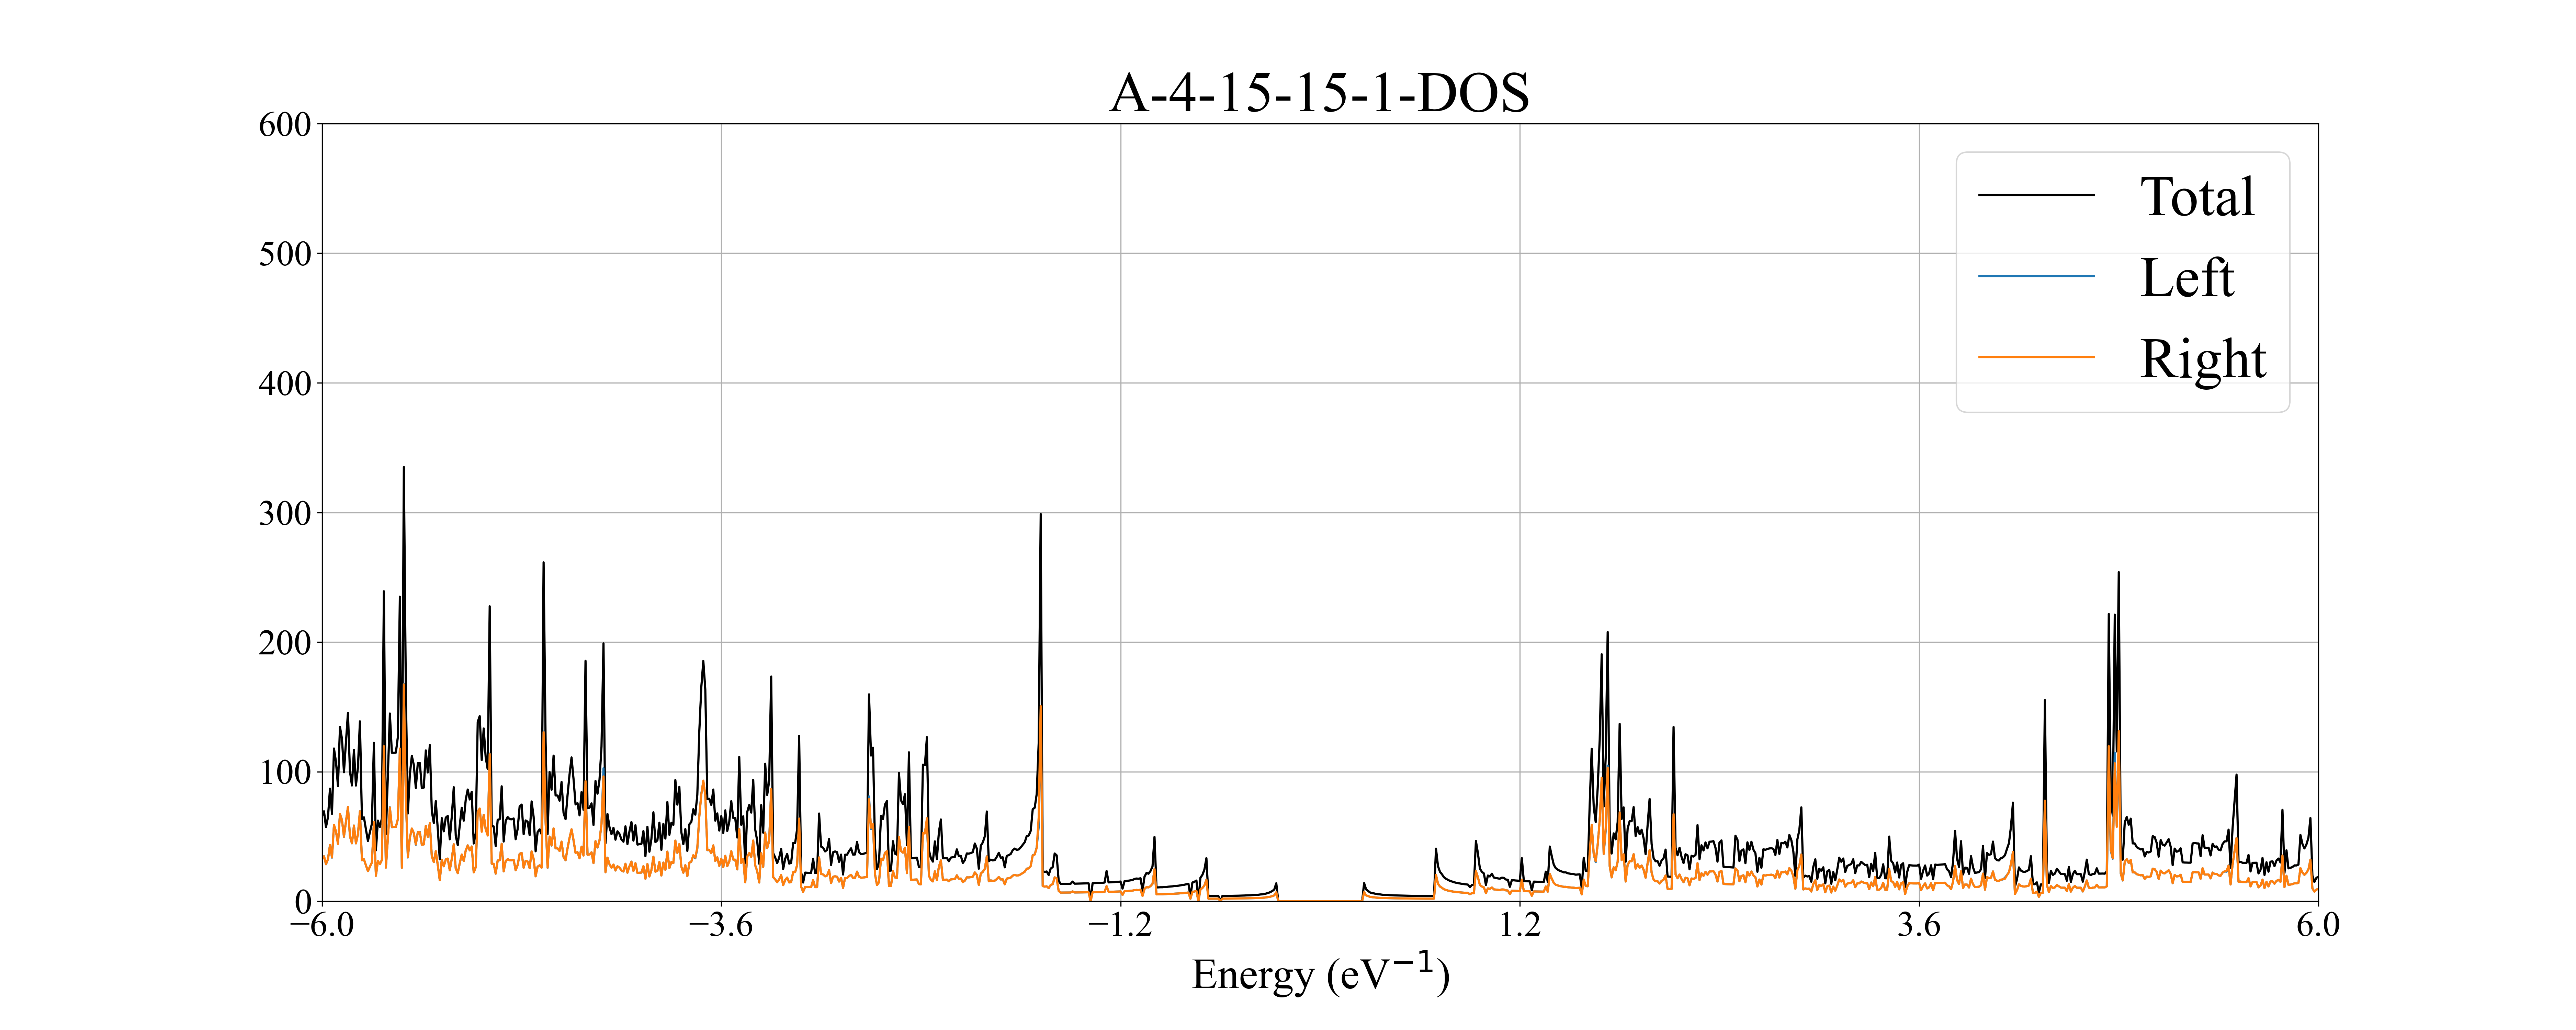 A-4-15-15-1-DOS
600
500
400
300
200
100
0
Total
Left
Right
−6.0 −3.6 −1.2 1.2 3.6 6.0
Energy (eV⁻¹)